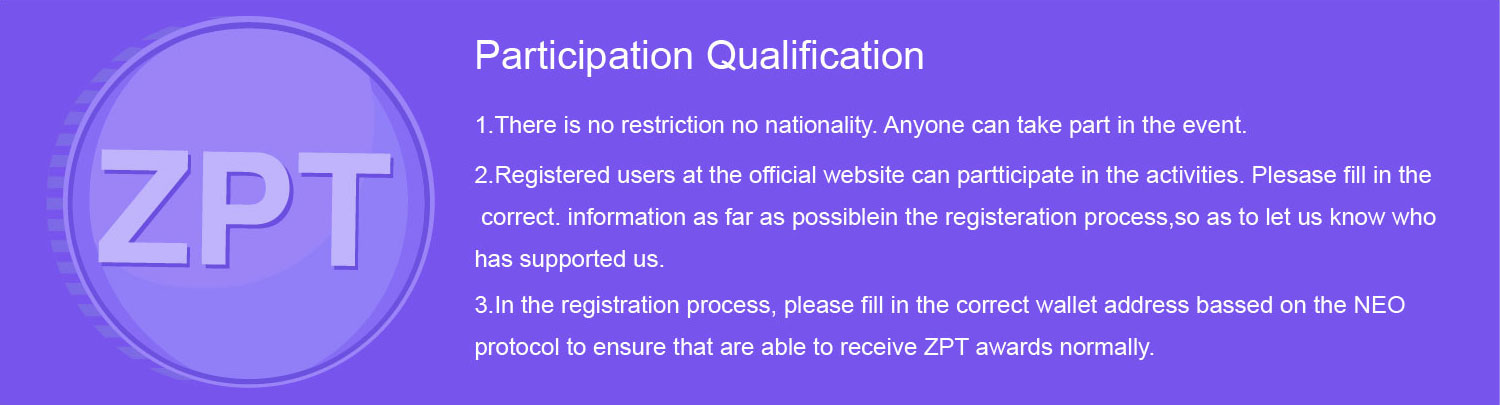 ZPT
Participation Qualification
1.There is no restriction no nationality. Anyone can take part in the event.
2.Registered users at the official website can partticipate in the activities. Plesase fill in the
correct. information as far as possiblein the registeration process,so as to let us know who
has supported us.
3.In the registration process, please fill in the correct wallet address bassed on the NEO
protocol to ensure that are able to receive ZPT awards normally.